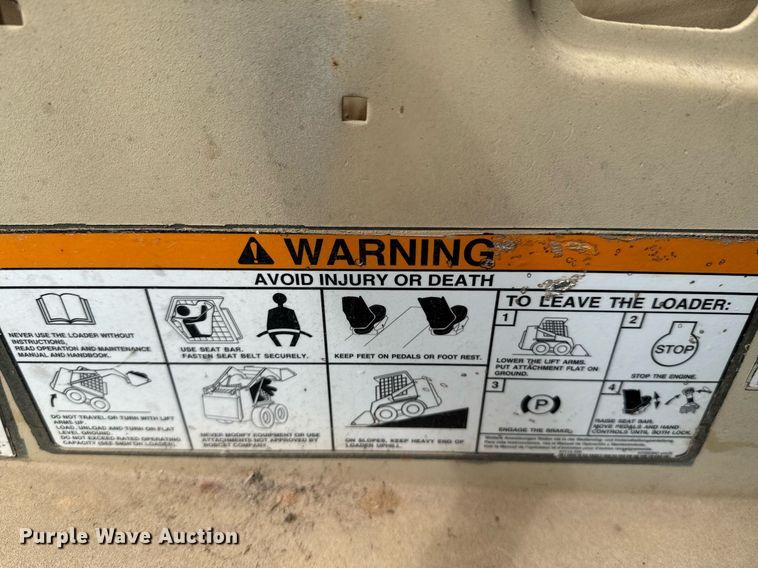 WARNING
AVOID INJURY OR DEATH
NEVER USE THE LOADER WITHOUT
INSTRUCTIONS,
READ OPERATION AND MAINTENANCE
MANUAL AND HANDBOOK.
USE SEAT BAR.
FASTEN SEAT BELT SECURELY.
KEEP FEET ON PEDALS OR FOOT REST.
DO NOT TRAVEL OR TURN WITH LIFT
ARMS UP.
LOAD, UNLOAD AND TURN ON FLAT
LEVEL GROUND.
DO NOT EXCEED RATED OPERATING
CAPACITY (SEE SIGN ON LOADER).
NEVER MODIFY EQUIPMENT OR USE
ATTACHMENTS NOT APPROVED BY
BOBCAT COMPANY.
ON SLOPES, KEEP HEAVY END OF
LOADER UPHILL.
TO LEAVE THE LOADER:
1
LOWER THE LIFT ARMS.
PUT ATTACHMENT FLAT ON
GROUND.
2
STOP
STOP THE ENGINE.
3
P
ENGAGE THE BRAKE.
4
RAISE SEAT BAR,
MOVE PEDALS AND HAND
CONTROLS UNTIL BOTH LOCK.
Purple Wave Auction